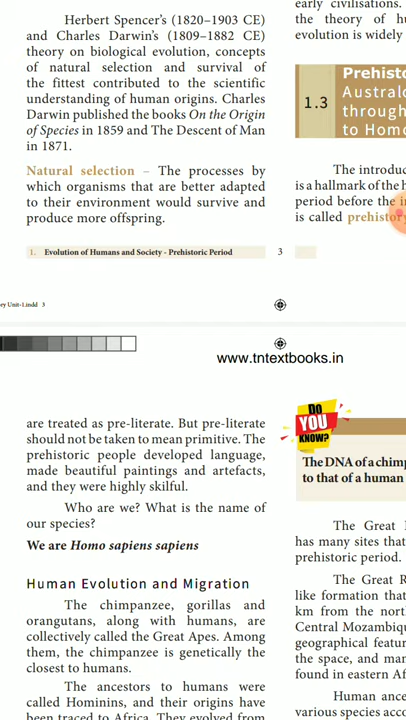 Herbert Spencer's (1820–1903 CE)
and Charles Darwin's (1809–1882 CE)
theory on biological evolution, concepts
of natural selection and survival of
the fittest contributed to the scientific
understanding of human origins. Charles
Darwin published the books On the Origin
of Species in 1859 and The Descent of Man
in 1871.
Natural selection – The processes by
which organisms that are better adapted
to their environment would survive and
produce more offspring.
early civilisations.
the theory of
evolution is widely
1.3
Prehisto
Australo
through
to Homo
The introduc
is a hallmark of the
period before the
is called prehistory
1. Evolution of Humans and Society - Prehistoric Period
3
ry Unit-1.indd 3
www.tntextbooks.in
are treated as pre-literate. But pre-literate
should not be taken to mean primitive. The
prehistoric people developed language,
made beautiful paintings and artefacts,
and they were highly skilful.
Who are we? What is the name of
our species?
We are Homo sapiens sapiens
Human Evolution and Migration
The chimpanzee, gorillas and
orangutans, along with humans, are
collectively called the Great Apes. Among
them, the chimpanzee is genetically the
closest to humans.
The ancestors to humans were
called Hominins, and their origins have
been traced to Africa. They evolved from
DO
YOU
KNOW?
The DNA of a chimp
to that of a human
The Great
has many sites that
prehistoric period.
The Great R
like formation that
km from the nort
Central Mozambiqu
geographical featur
the space, and man
found in eastern Af
Human ance
various species acco